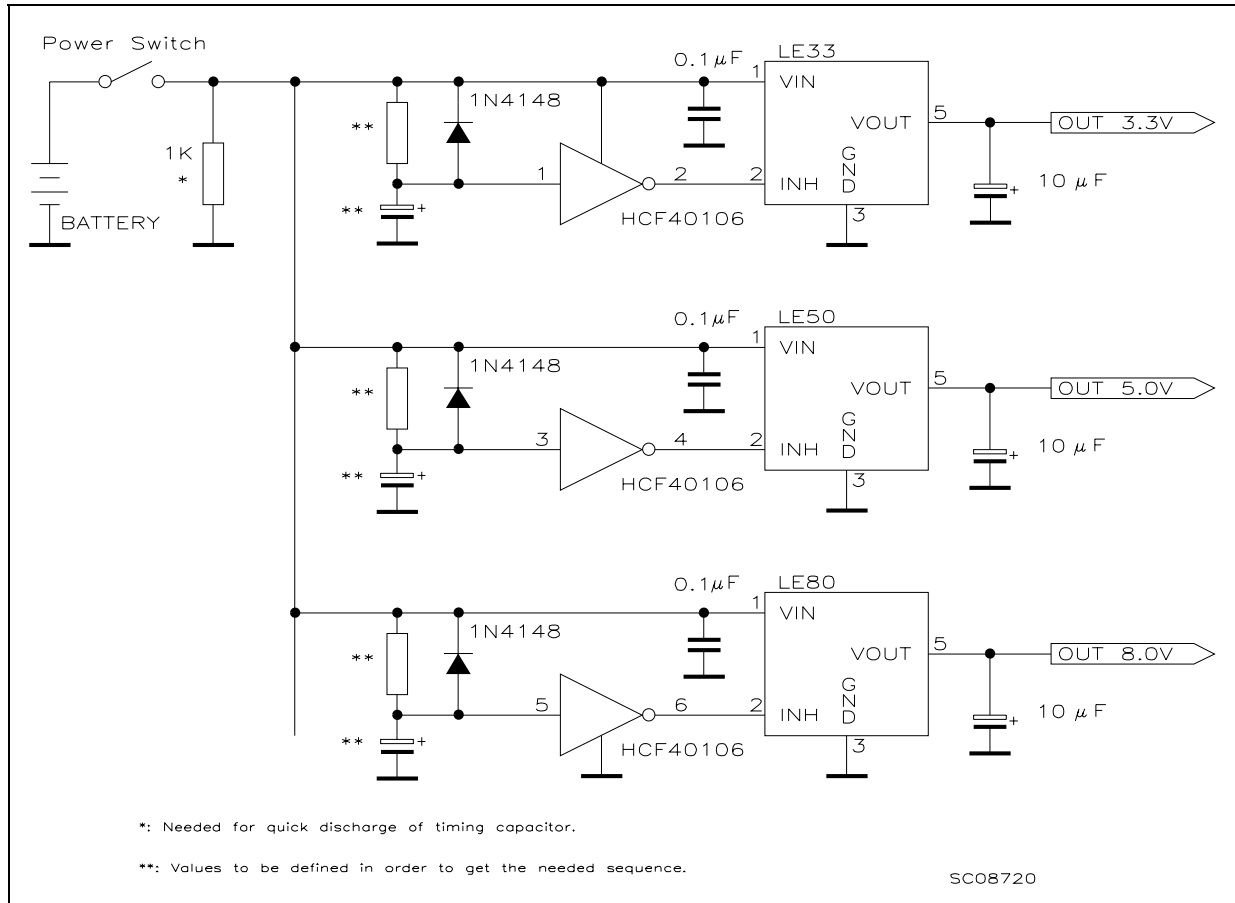 Power Switch
BATTERY
1K
*
**
**
1N4148
1
2
HCF40106
0.1μF
LE33
1
VIN
2
INH
GND
3
VOUT
5
OUT 3.3V
10 μF
+
+
**
**
1N4148
3
4
HCF40106
0.1μF
LE50
1
VIN
2
INH
GND
3
VOUT
5
OUT 5.0V
10 μF
+
+
**
**
1N4148
5
6
HCF40106
0.1μF
LE80
1
VIN
2
INH
GND
3
VOUT
5
OUT 8.0V
10 μF
+
+
*: Needed for quick discharge of timing capacitor.
**: Values to be defined in order to get the needed sequence.
SC08720